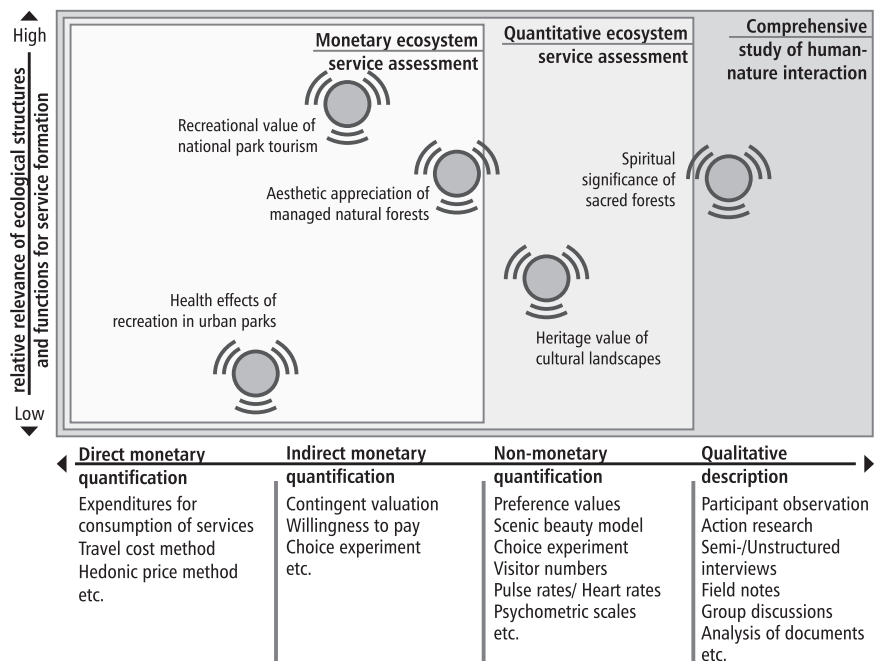 High
relative relevance of ecological structures
and functions for service formation
Low
Monetary ecosystem
service assessment
Quantitative ecosystem
service assessment
Comprehensive
study of human-
nature interaction
Recreational value of
national park tourism
Aesthetic appreciation of
managed natural forests
Spiritual
significance of
sacred forests
Health effects of
recreation in urban parks
Heritage value of
cultural landscapes
Direct monetary
quantification
Expenditures for
consumption of services
Travel cost method
Hedonic price method
etc.
Indirect monetary
quantification
Contingent valuation
Willingness to pay
Choice experiment
etc.
Non-monetary
quantification
Preference values
Scenic beauty model
Choice experiment
Visitor numbers
Pulse rates/ Heart rates
Psychometric scales
etc.
Qualitative
description
Participant observation
Action research
Semi-/Unstructured
interviews
Field notes
Group discussions
Analysis of documents
etc.